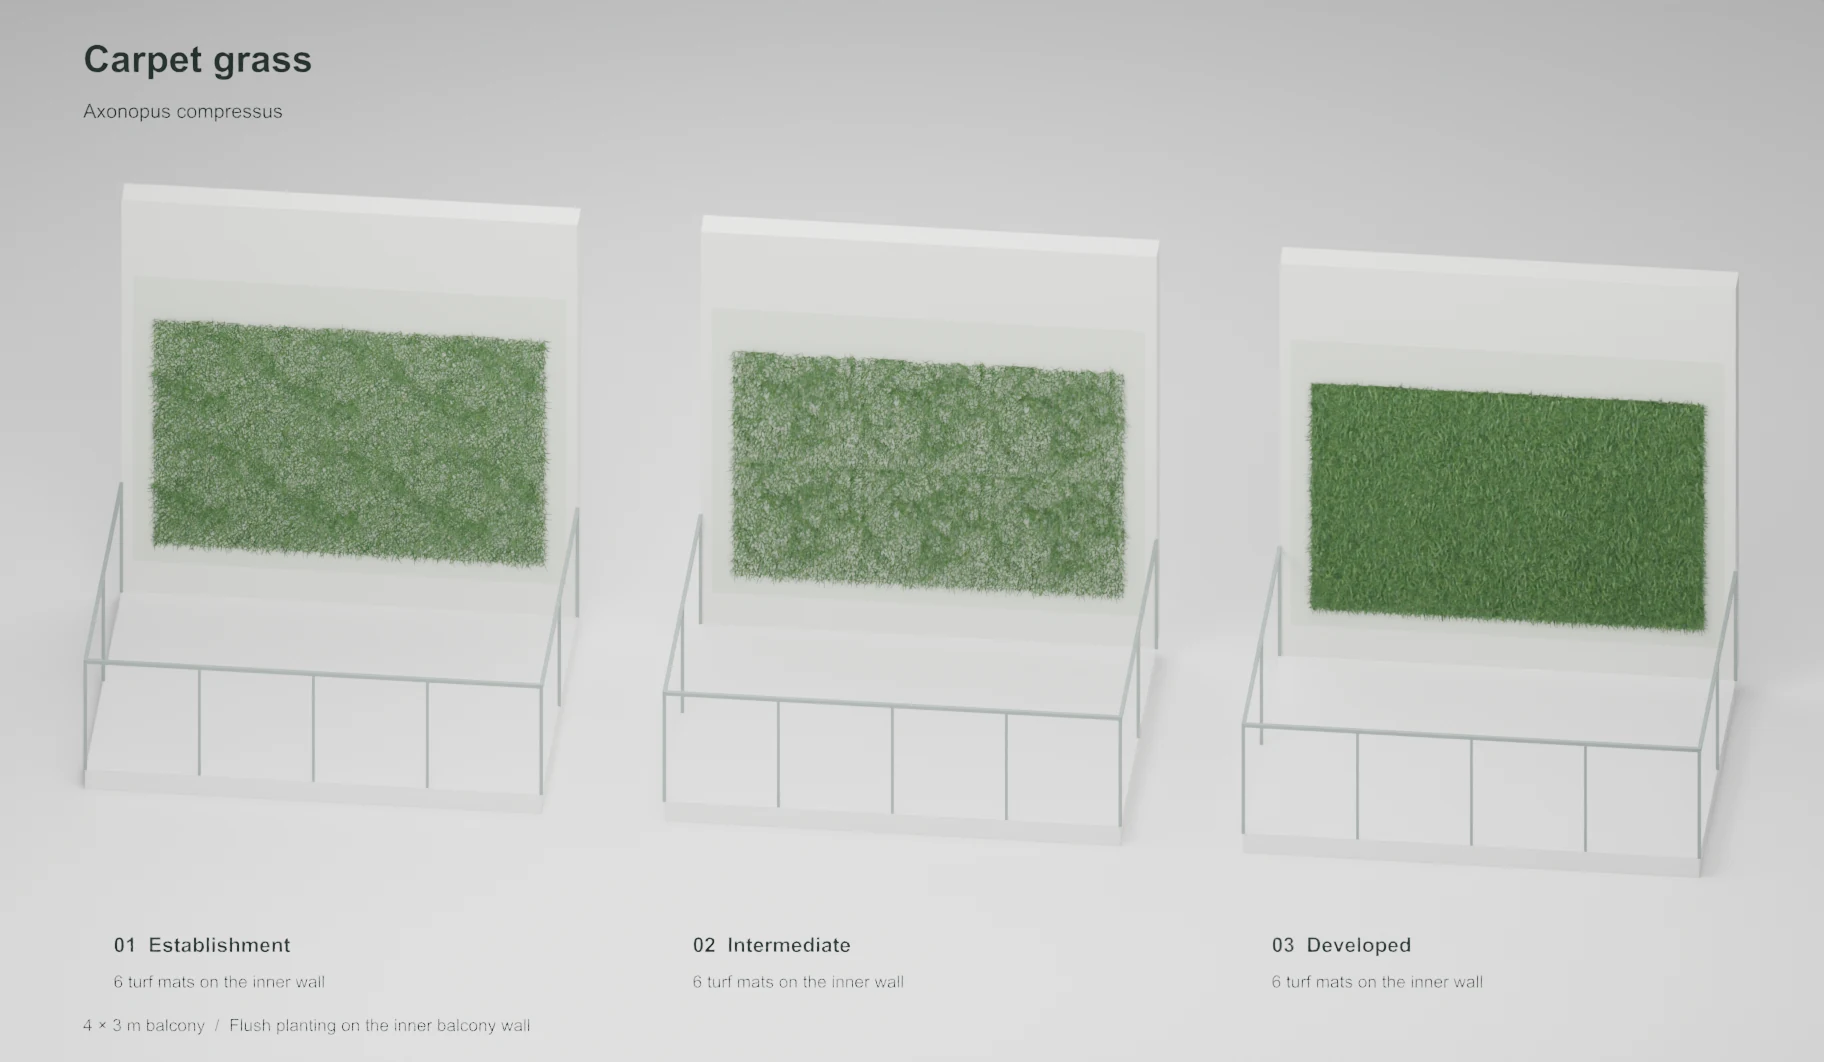 Carpet grass
Axonopus compressus
01 Establishment
6 turf mats on the inner wall
02 Intermediate
6 turf mats on the inner wall
03 Developed
6 turf mats on the inner wall
4 × 3 m balcony / Flush planting on the inner balcony wall